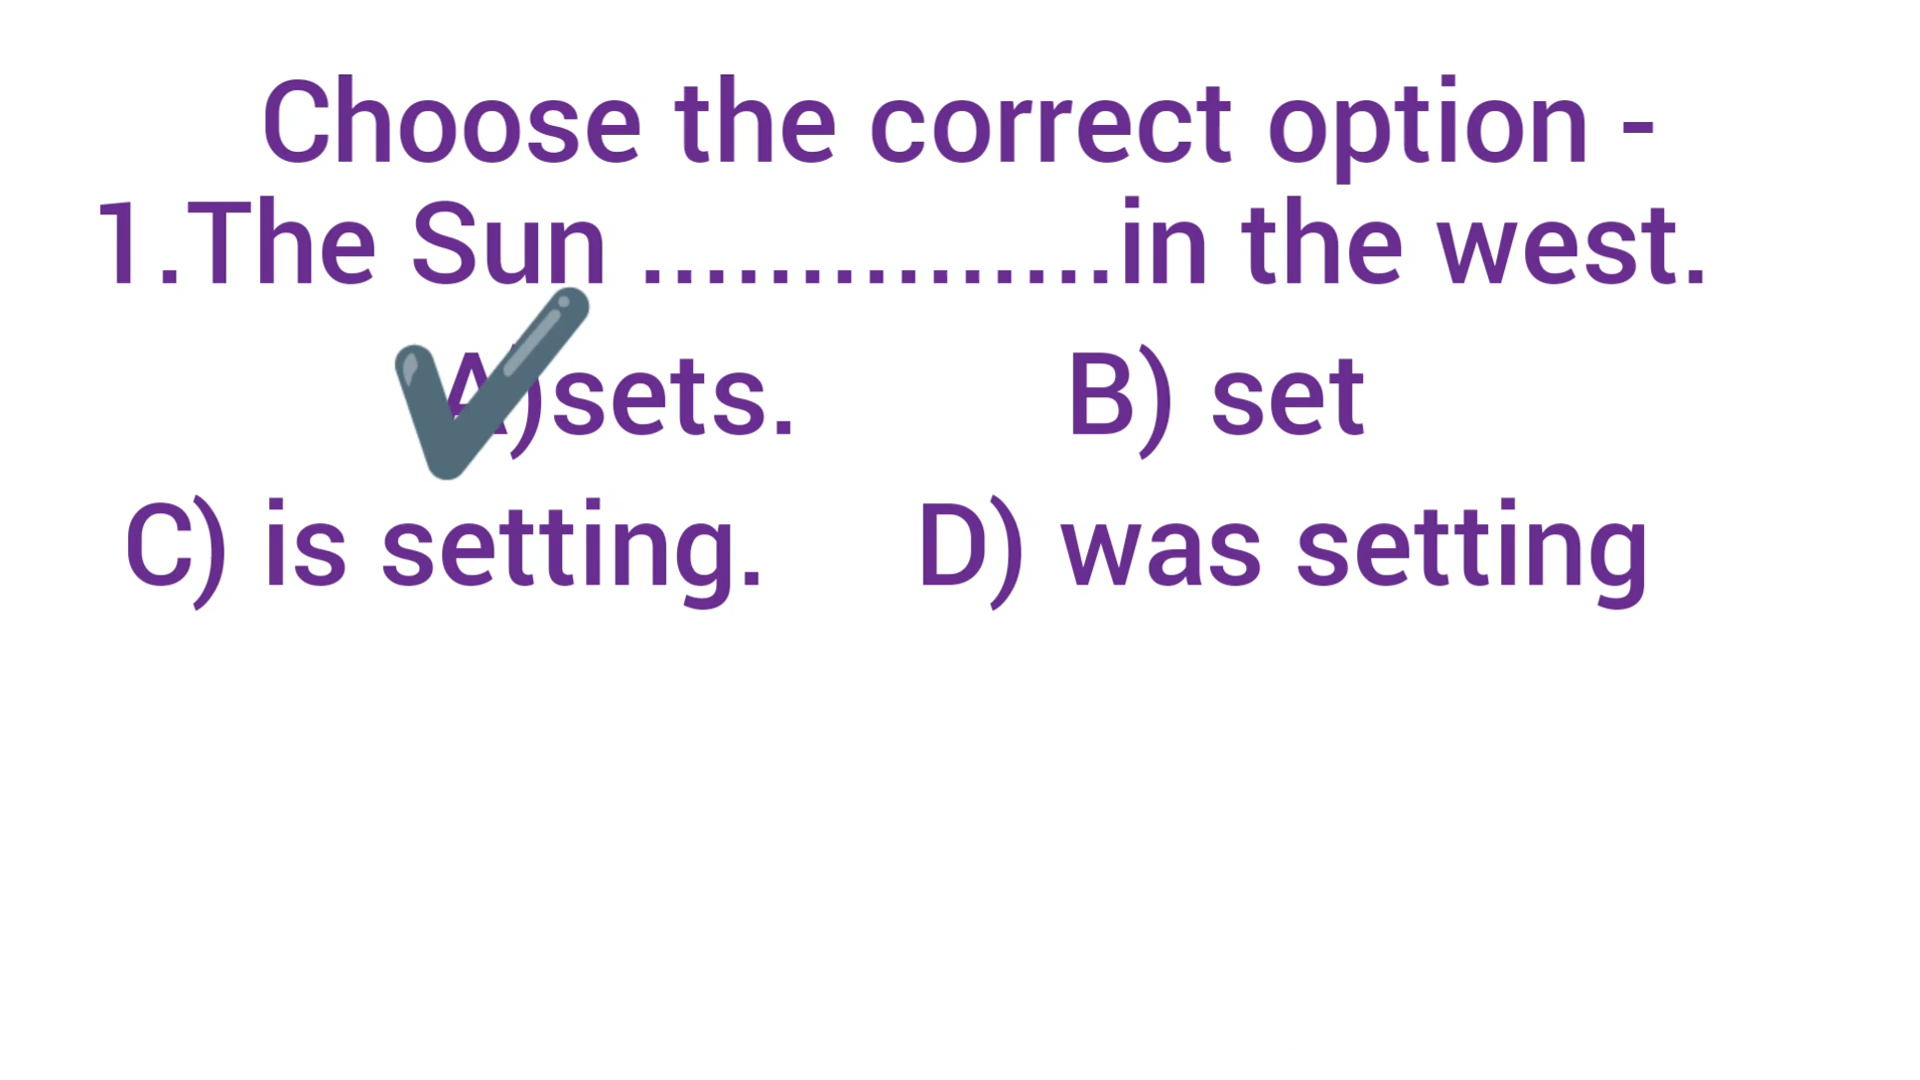 Choose the correct option -
1.The Sun ...............in the west.
A)sets. B) set
C) is setting. D) was setting